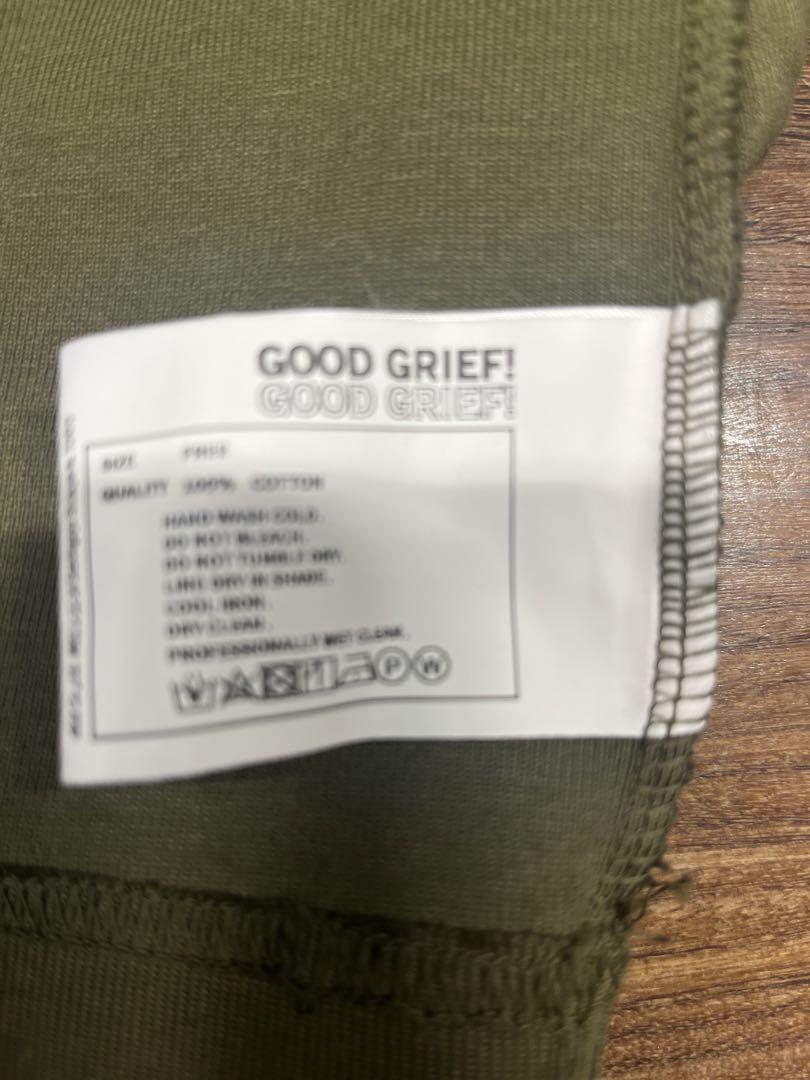 GOOD GRIEF!
GOOD GRIEF!
SIZE FREE
QUALITY 100% COTTON
HAND WASH COLD.
DO NOT BLEACH.
DO NOT TUMBLE DRY.
LINE DRY IN SHADE.
COOL IRON.
DRY CLEAN.
PROFESSIONALLY WET CLEAN.
P W